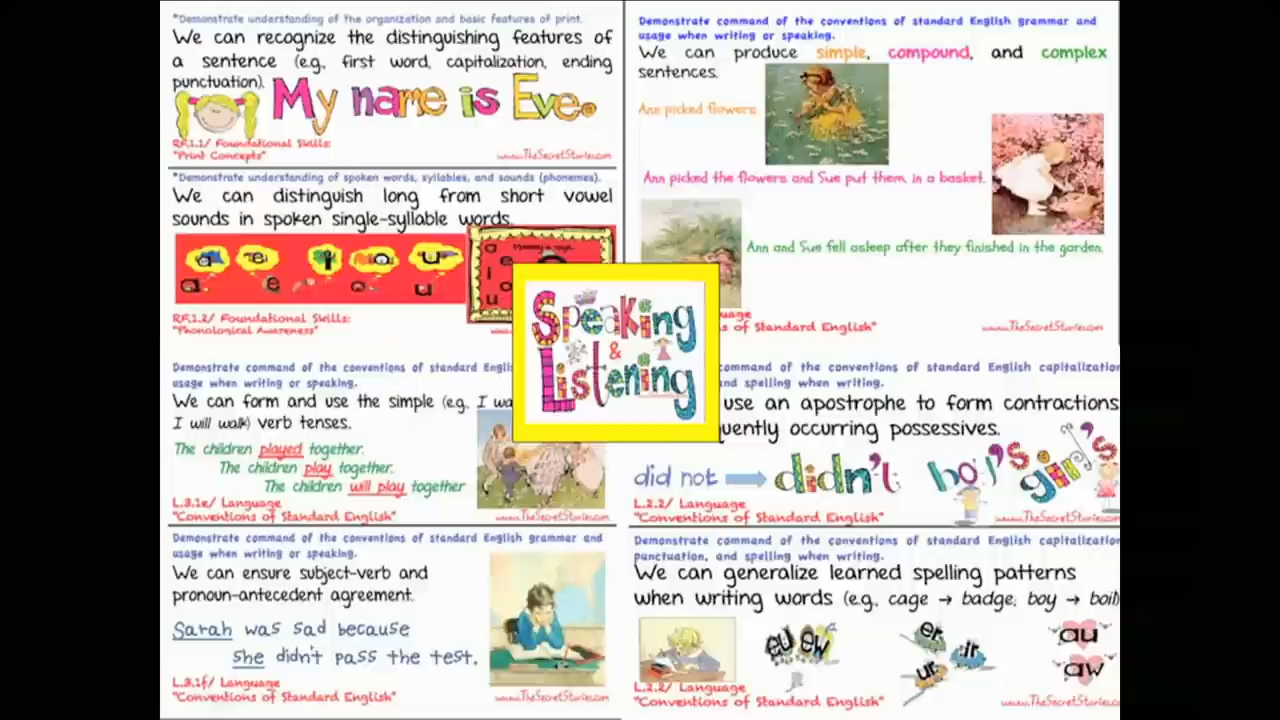 *Demonstrate understanding of the organization and basic features of print.
We can recognize the distinguishing features of
a sentence (e.g., first word, capitalization, ending
punctuation).
My name is Eve.
RF.1.1/ Foundational Skills:
"Print Concepts"
www.TheSecretStories.com
*Demonstrate understanding of spoken words, syllables, and sounds (phonemes).
We can distinguish long from short vowel
sounds in spoken single-syllable words.
a e i o u
a e o u
RF.1.2/ Foundational Skills:
"Phonological Awareness"
Demonstrate command of the conventions of standard
usage when writing or speaking.
We can form and use the simple (e.g., I
I will walk) verb tenses.
The children played together.
The children play together.
The children will play together
L.3.1e/ Language
"Conventions of Standard English"
www.TheSecretStories.com
Demonstrate command of the conventions of standard English grammar and
usage when writing or speaking.
We can ensure subject-verb and
pronoun-antecedent agreement.
Sarah was sad because
she didn't pass the test.
L.3.1f/ Language
"Conventions of Standard English"
www.TheSecretStories.com
Speaking
&
Listening
Demonstrate command of the conventions of standard English grammar and
usage when writing or speaking.
We can produce simple, compound, and complex
sentences.
Ann picked flowers.
Ann picked the flowers and Sue put them in a basket.
Ann and Sue fell asleep after they finished in the garden.
of Standard English"
www.TheSecretStories.com
command of the conventions of standard English capitalization
and spelling when writing.
use an apostrophe to form contractions
occurring possessives.
did not didn't boy's girl's
L.2.2/ Language
"Conventions of Standard English"
www.TheSecretStories.com
Demonstrate command of the conventions of standard English capitalization
punctuation, and spelling when writing.
We can generalize learned spelling patterns
when writing words (e.g., cage → badge; boy → boil)
eu ew
er ir ur
au
aw
L.2.2/ Language
"Conventions of Standard English"
www.TheSecretStories.com